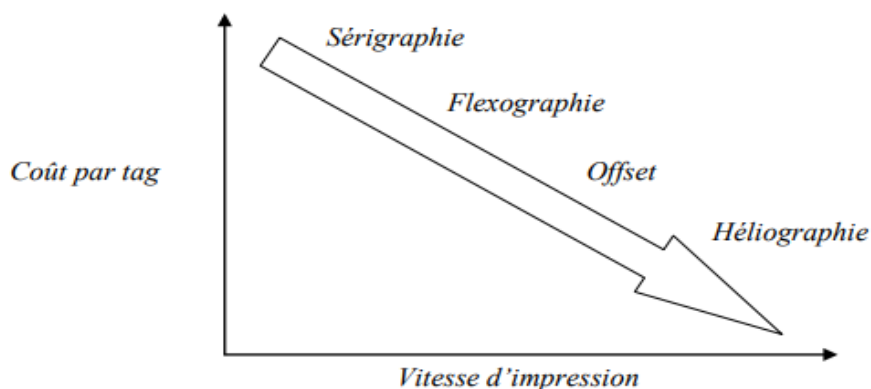 Sérigraphie
Flexographie
Coût par tag
Offset
Héliographie
Vitesse d’impression